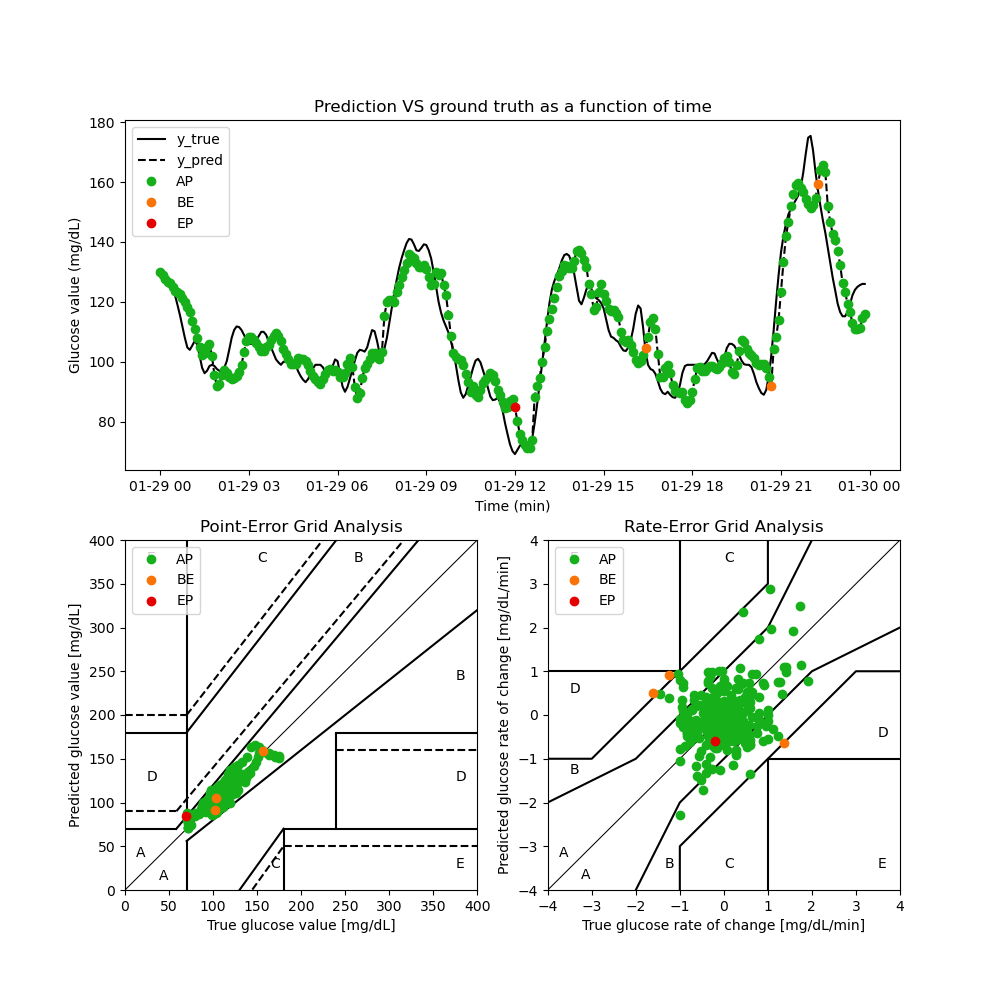 Prediction VS ground truth as a function of time
180
160
140
120
100
80
Glucose value (mg/dL)
y_true
y_pred
AP
BE
EP
01-29 00 01-29 03 01-29 06 01-29 09 01-29 12 01-29 15 01-29 18 01-29 21 01-30 00
Time (min)
Point-Error Grid Analysis
400
350
300
250
200
150
100
50
0
Predicted glucose value [mg/dL]
AP
BE
EP
C
B
B
D
D
A
A
C
E
0 50 100 150 200 250 300 350 400
True glucose value [mg/dL]
Rate-Error Grid Analysis
4
3
2
1
0
−1
−2
−3
−4
Predicted glucose rate of change [mg/dL/min]
AP
BE
EP
C
D
D
B
A
A
B
C
E
−4 −3 −2 −1 0 1 2 3 4
True glucose rate of change [mg/dL/min]